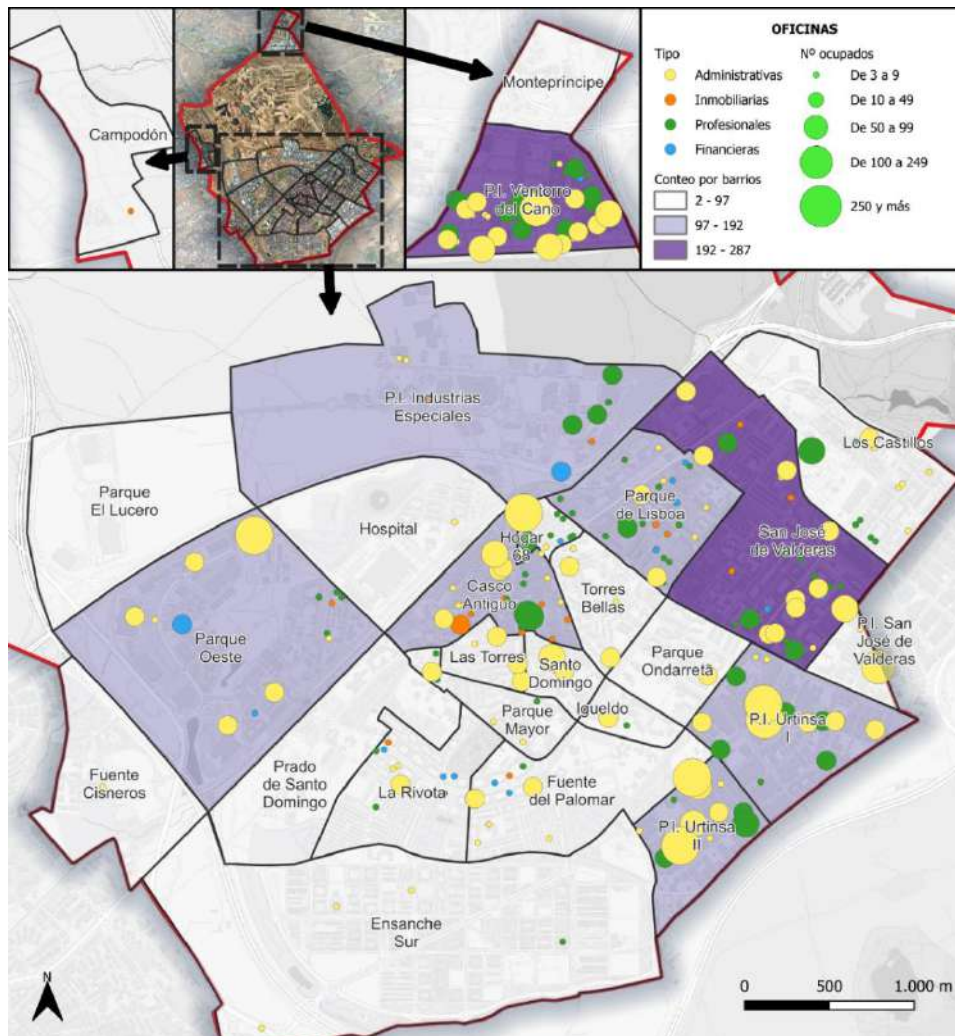 Campodón
Monteprincipe
P.I. Ventorro
del Cano
OFICINAS
Tipo
Administrativas
Inmobiliarias
Profesionales
Financieras
Conteo por barrios
2 - 97
97 - 192
192 - 287
Nº ocupados
De 3 a 9
De 10 a 49
De 50 a 99
De 100 a 249
250 y más
P.I. Industrias
Especiales
Los Castillos
Parque
El Lucero
Hospital
Parque
de Lisboa
Hogar
68
San José
de Valderas
Casco
Antiguo
Torres
Bellas
Parque
Oeste
Las Torres
Santo
Domingo
Parque
Ondarreta
P.I. San
José de
Valderas
Parque
Mayor
Igueldo
P.I. Urtinsa
I
Fuente
Cisneros
Prado
de Santo
Domingo
La Rivota
Fuente
del Palomar
P.I. Urtinsa
II
Ensanche
Sur
N
0 500 1.000 m